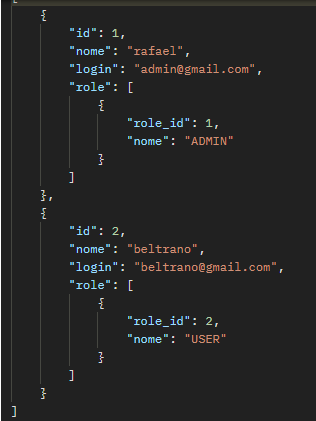 [
{
"id": 1,
"nome": "rafael",
"login": "admin@gmail.com",
"role": [
{
"role_id": 1,
"nome": "ADMIN"
}
]
},
{
"id": 2,
"nome": "beltrano",
"login": "beltrano@gmail.com",
"role": [
{
"role_id": 2,
"nome": "USER"
}
]
}
]